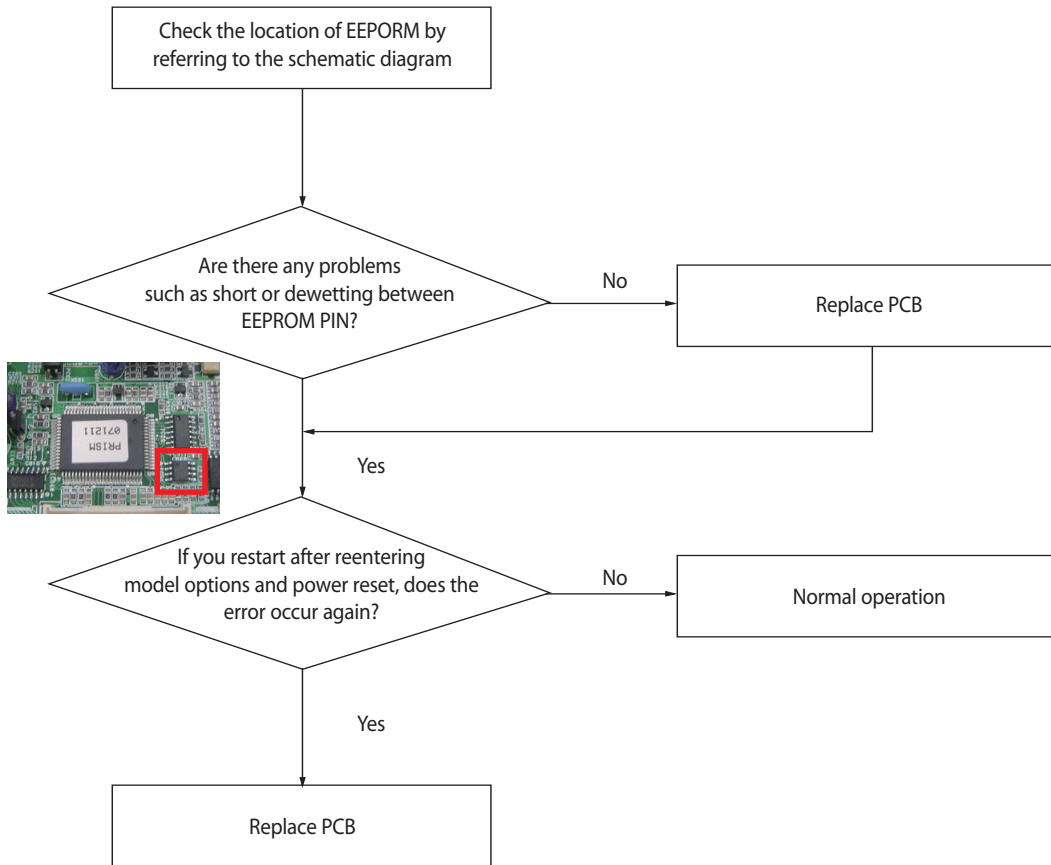 Check the location of EEPORM by
referring to the schematic diagram
Are there any problems
such as short or dewetting between
EEPROM PIN?
No
Replace PCB
PRISM
071211
Yes
If you restart after reentering
model options and power reset, does the
error occur again?
No
Normal operation
Yes
Replace PCB